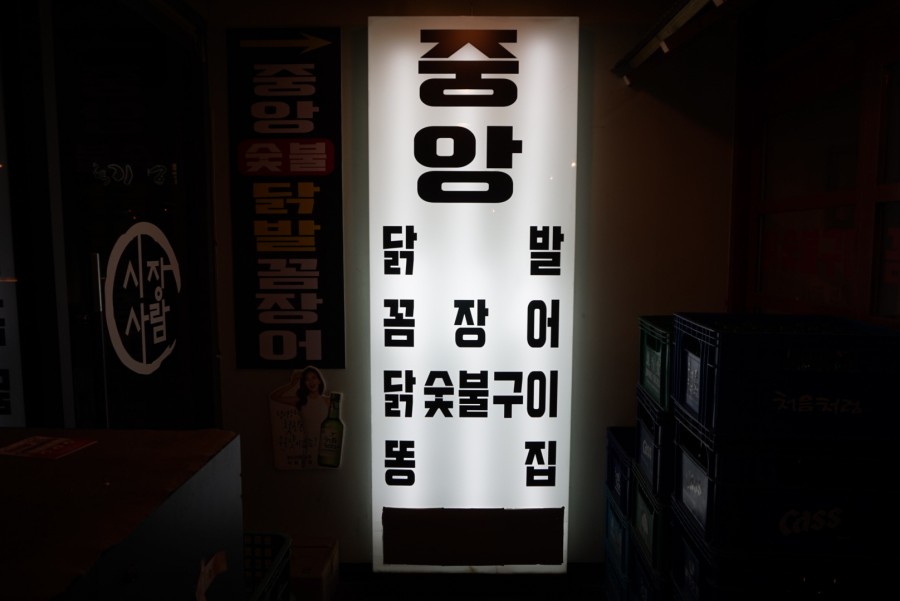 중
앙
닭 발
꼼 장 어
닭숯불구이
똥 집
중
앙
숯불
닭
발
꼼
장
어
시장
사람
Cass